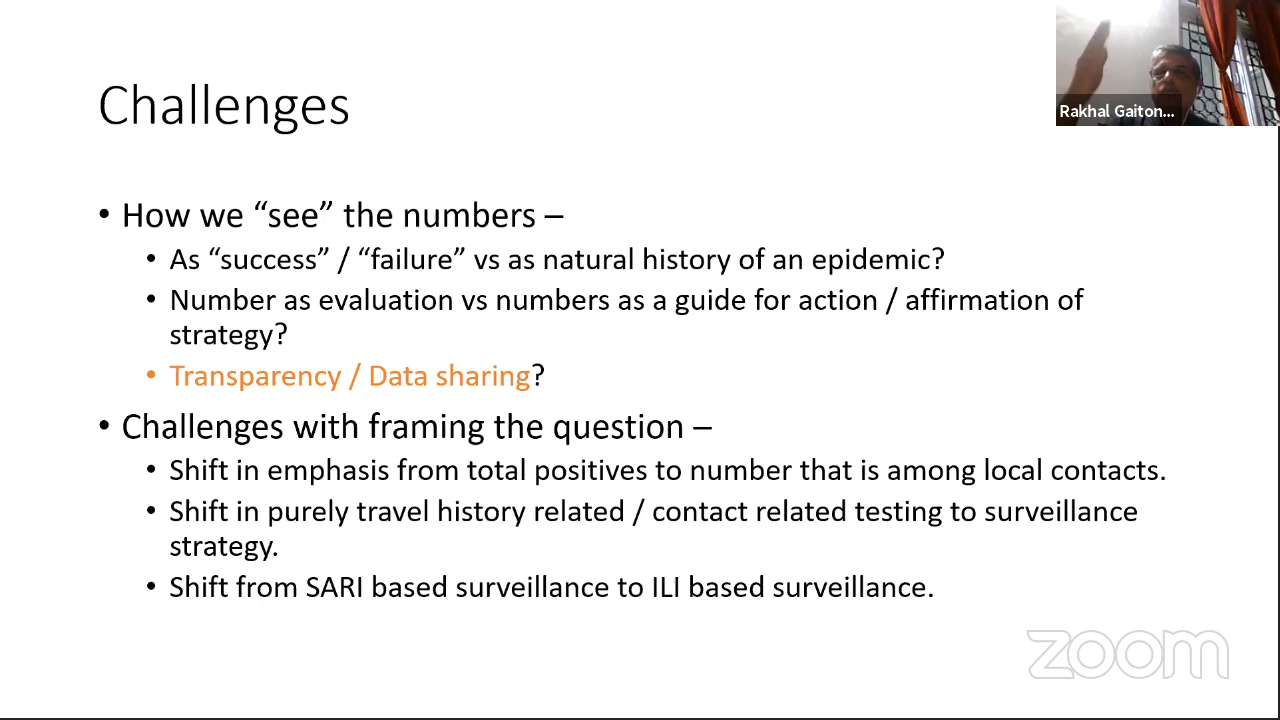 Challenges
Rakhal Gaiton...
• How we “see” the numbers –
• As “success” / “failure” vs as natural history of an epidemic?
• Number as evaluation vs numbers as a guide for action / affirmation of
strategy?
• Transparency / Data sharing?
• Challenges with framing the question –
• Shift in emphasis from total positives to number that is among local contacts.
• Shift in purely travel history related / contact related testing to surveillance
strategy.
• Shift from SARI based surveillance to ILI based surveillance.
zoom